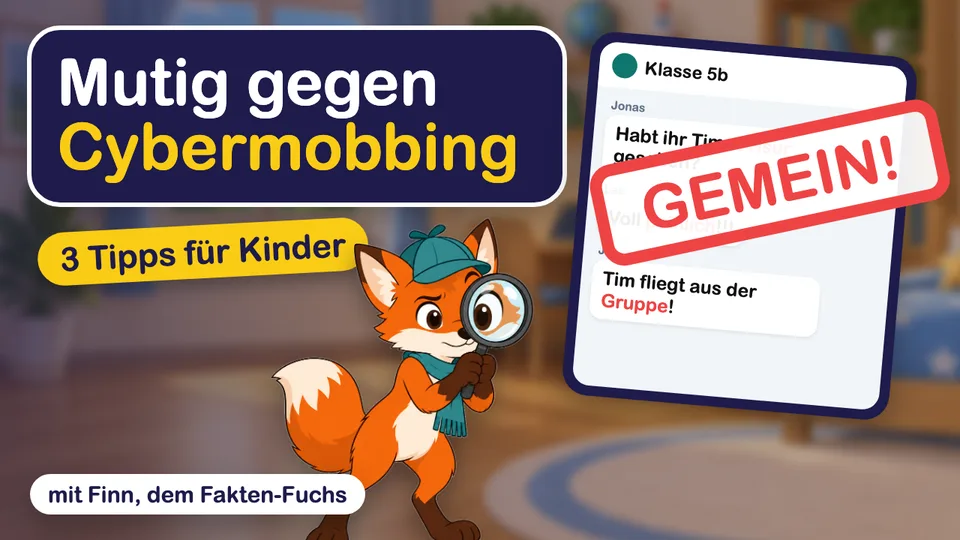 Mutig gegen
Cybermobbing
3 Tipps für Kinder
mit Finn, dem Fakten-Fuchs
Klasse 5b
Jonas
Habt ihr
GEMEIN!
Tim fliegt aus der
Gruppe!